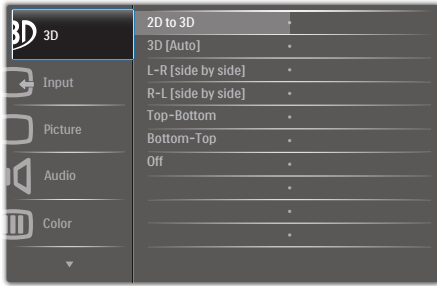 3D
3D
Input
Picture
Audio
Color
2D to 3D
3D [Auto]
L-R [side by side]
R-L [side by side]
Top-Bottom
Bottom-Top
Off